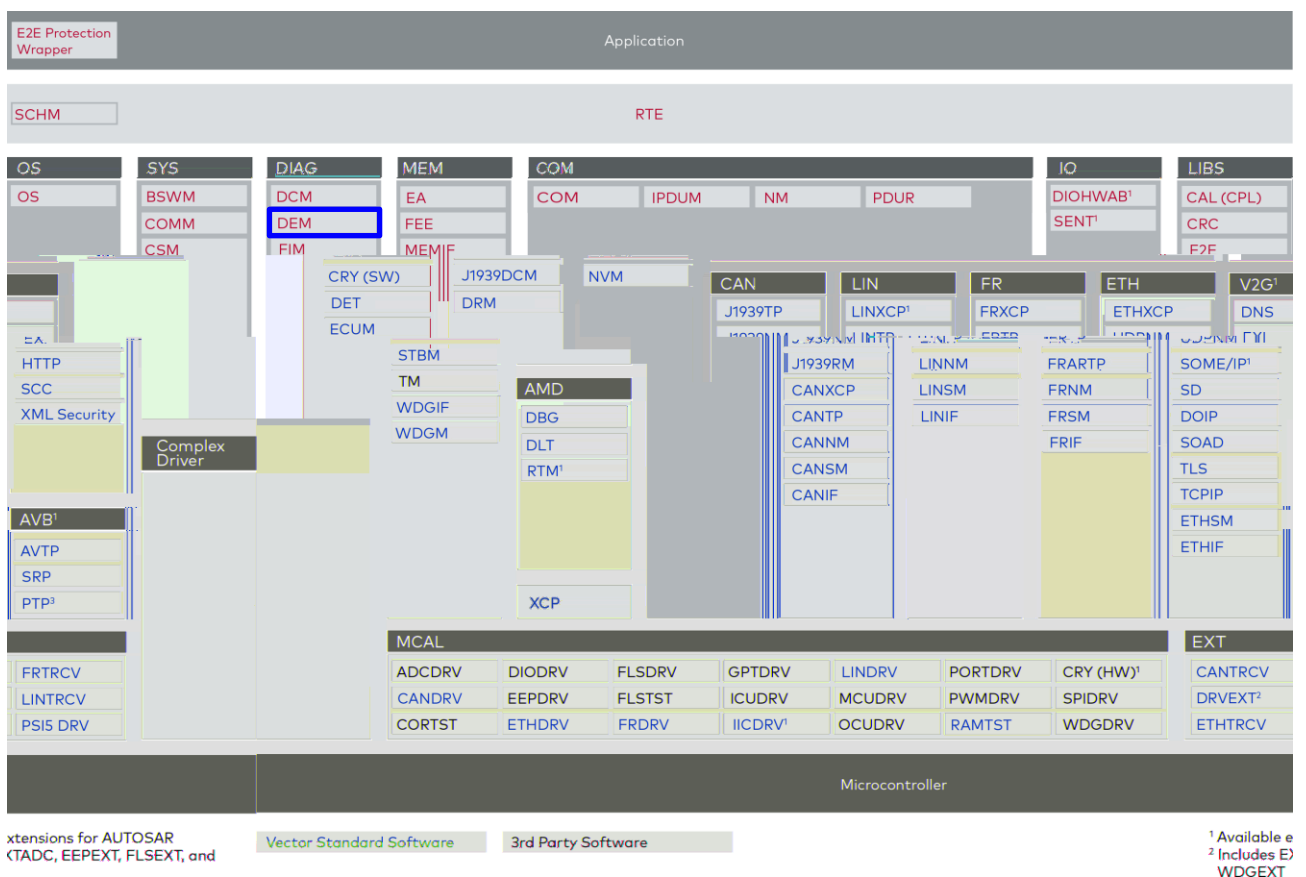 E2E Protection
Wrapper
Application
SCHM
RTE
OS
SYS
DIAG
MEM
COM
IO
LIBS
OS
BSWM
DCM
EA
COM
IPDUM
NM
PDUR
DIOHWAB¹
CAL (CPL)
COMM
DEM
FEE
SENT¹
CRC
CSM
FIM
MEMIF
E2E
CRY (SW)
J1939DCM
NVM
CAN
LIN
FR
ETH
V2G¹
DET
DRM
J1939TP
LINXCP¹
FRXCP
ETHXCP
DNS
ECUM
HTTP
STBM
J1939RM
LINNM
FRARTP
SOME/IP¹
SCC
TM
AMD
CANXCP
LINSM
FRNM
SD
XML Security
WDGIF
DBG
CANTP
LINIF
FRSM
DOIP
Complex
Driver
WDGM
DLT
CANNM
FRIF
SOAD
RTM¹
CANSM
TLS
CANIF
TCPIP
AVB¹
ETHSM
AVTP
ETHIF
SRP
PTP³
XCP
MCAL
EXT
FRTRCV
ADCDRV
DIODRV
FLSDRV
GPTDRV
LINDRV
PORTDRV
CRY (HW)¹
CANTRCV
LINTRCV
CANDRV
EEPDRV
FLSTST
ICUDRV
MCUDRV
PWMDRV
SPIDRV
DRVEXT²
PSI5 DRV
CORTST
ETHDRV
FRDRV
IICDRV¹
OCUDRV
RAMTST
WDGDRV
ETHTRCV
Microcontroller
xtensions for AUTOSAR
TADC, EEPEXT, FLSEXT, and
Vector Standard Software
3rd Party Software
¹ Available e
² Includes EX
WDGEXT